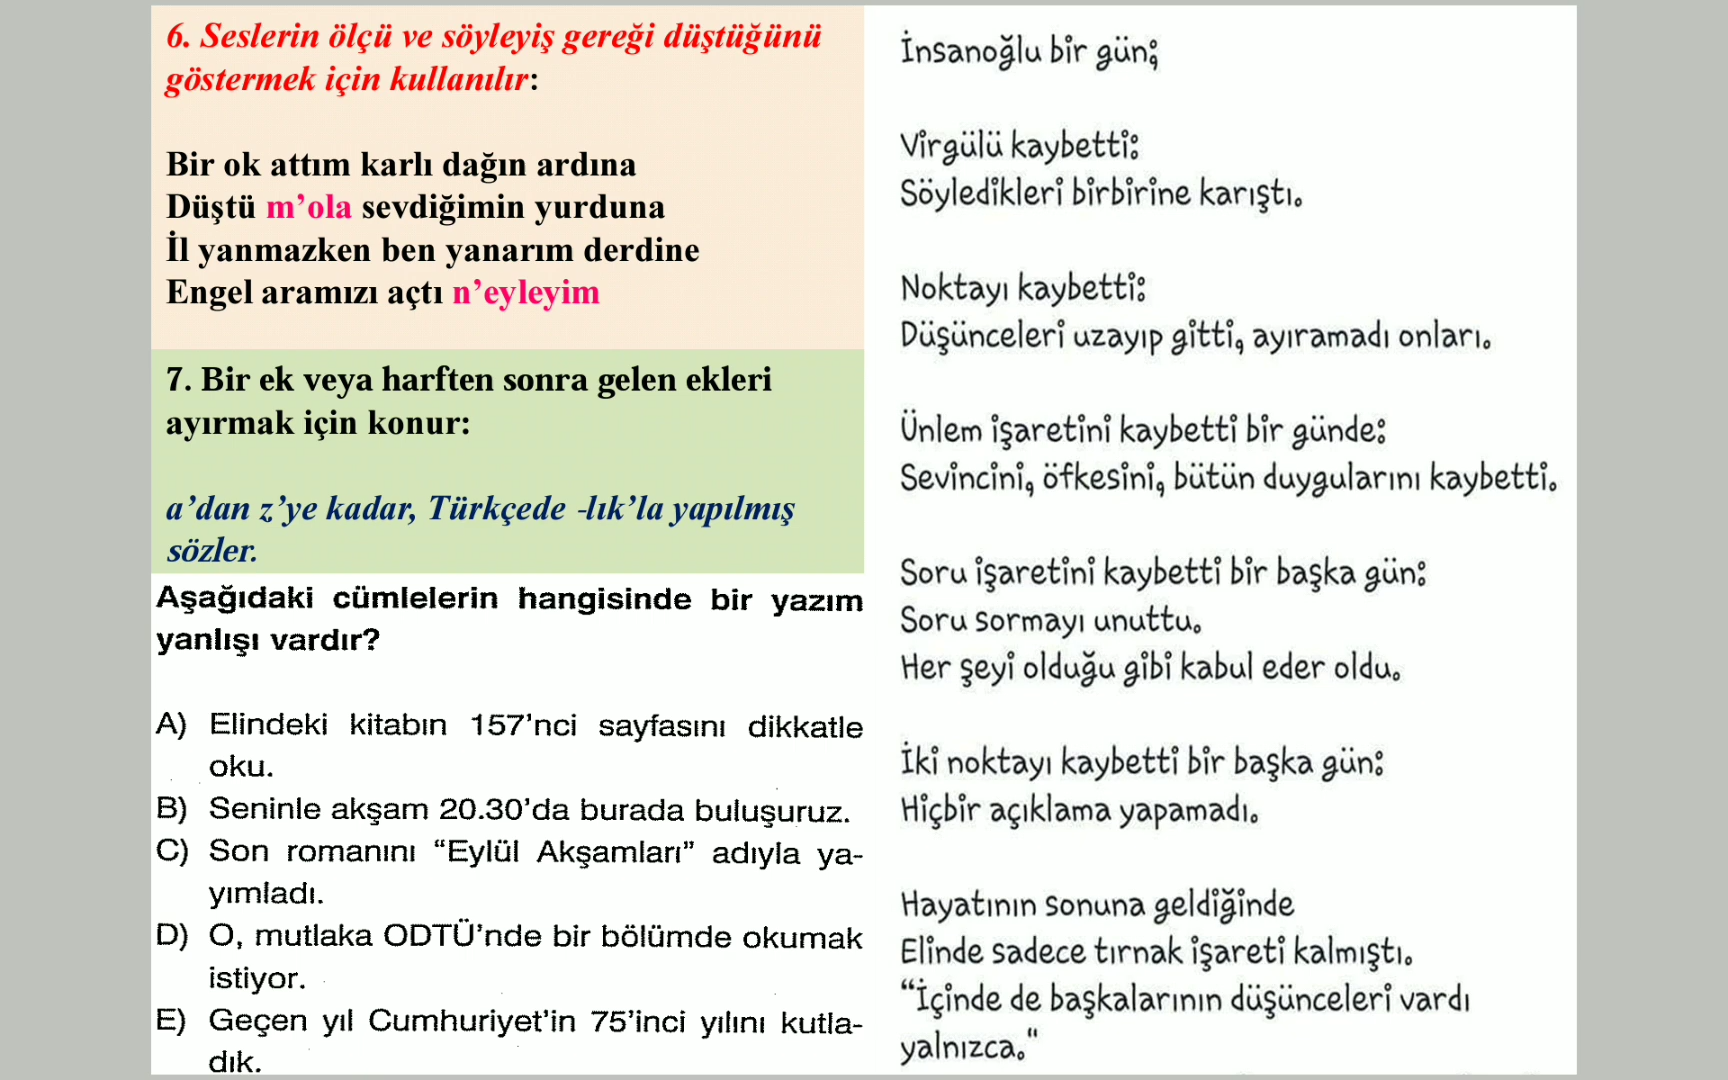 6. Seslerin ölçü ve söyleyiş gereği düştüğünü
göstermek için kullanılır:
Bir ok attım karlı dağın ardına
Düştü m’ola sevdiğimin yurduna
İl yanmazken ben yanarım derdine
Engel aramızı açtı n’eyleyim
7. Bir ek veya harften sonra gelen ekleri
ayırmak için konur:
a’dan z’ye kadar, Türkçede -lık’la yapılmış
sözler.
Aşağıdaki cümlelerin hangisinde bir yazım
yanlışı vardır?
A) Elindeki kitabın 157’nci sayfasını dikkatle
oku.
B) Seninle akşam 20.30’da burada buluşuruz.
C) Son romanını “Eylül Akşamları” adıyla ya-
yımladı.
D) O, mutlaka ODTÜ’nde bir bölümde okumak
istiyor.
E) Geçen yıl Cumhuriyet’in 75’inci yılını kutla-
dık.
İnsanoğlu bir gün;
Virgülü kaybetti:
Söyledikleri birbirine karıştı.
Noktayı kaybetti:
Düşünceleri uzayıp gitti, ayıramadı onları.
Ünlem işaretini kaybetti bir günde:
Sevincini, öfkesini, bütün duygularını kaybetti.
Soru işaretini kaybetti bir başka gün:
Soru sormayı unuttu.
Her şeyi olduğu gibi kabul eder oldu.
İki noktayı kaybetti bir başka gün:
Hiçbir açıklama yapamadı.
Hayatının sonuna geldiğinde
Elinde sadece tırnak işareti kalmıştı.
“İçinde de başkalarının düşünceleri vardı
yalnızca.“